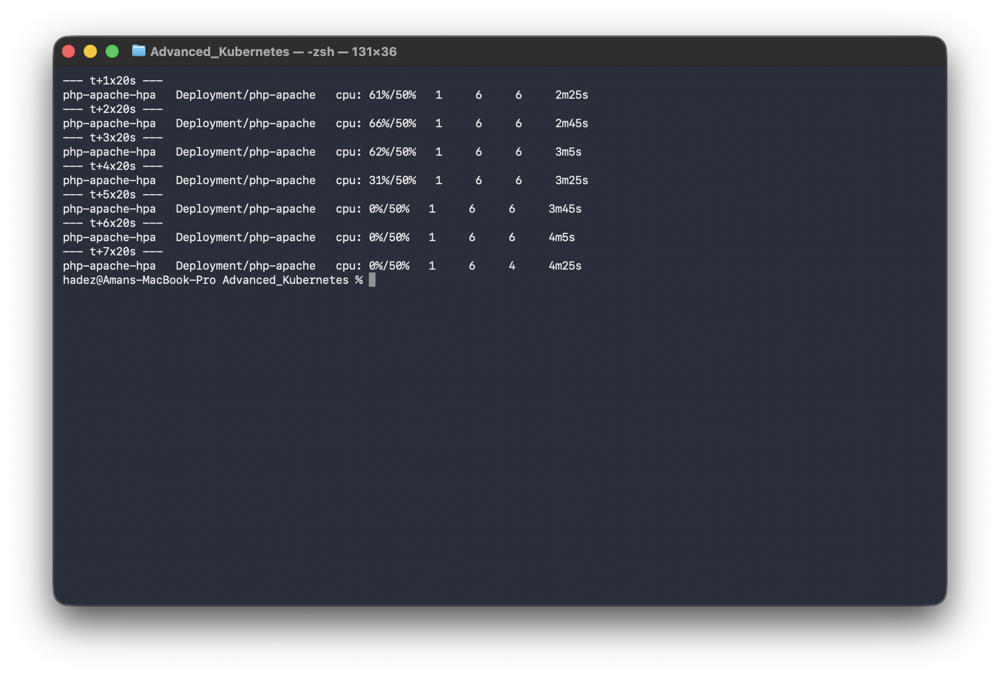 Advanced_Kubernetes — -zsh — 131×36
--- t+1x20s ---
php-apache-hpa   Deployment/php-apache   cpu: 61%/50%   1     6     6     2m25s
--- t+2x20s ---
php-apache-hpa   Deployment/php-apache   cpu: 66%/50%   1     6     6     2m45s
--- t+3x20s ---
php-apache-hpa   Deployment/php-apache   cpu: 62%/50%   1     6     6     3m5s
--- t+4x20s ---
php-apache-hpa   Deployment/php-apache   cpu: 31%/50%   1     6     6     3m25s
--- t+5x20s ---
php-apache-hpa   Deployment/php-apache   cpu: 0%/50%   1     6     6     3m45s
--- t+6x20s ---
php-apache-hpa   Deployment/php-apache   cpu: 0%/50%   1     6     6     4m5s
--- t+7x20s ---
php-apache-hpa   Deployment/php-apache   cpu: 0%/50%   1     6     4     4m25s
hadez@Amans-MacBook-Pro Advanced_Kubernetes %